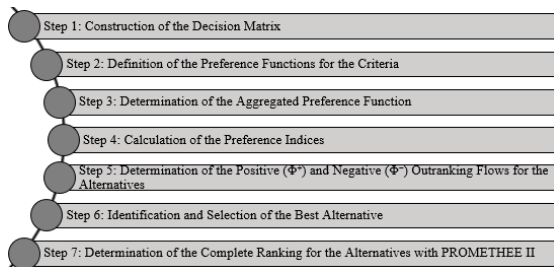 Step 1: Construction of the Decision Matrix
Step 2: Definition of the Preference Functions for the Criteria
Step 3: Determination of the Aggregated Preference Function
Step 4: Calculation of the Preference Indices
Step 5: Determination of the Positive (Φ⁺) and Negative (Φ⁻) Outranking Flows for the
Alternatives
Step 6: Identification and Selection of the Best Alternative
Step 7: Determination of the Complete Ranking for the Alternatives with PROMETHEE II